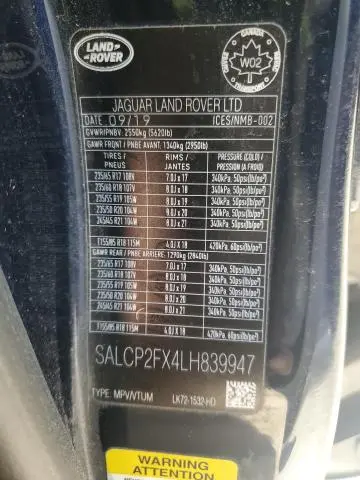 LAND
ROVER
CANADA
W02
JAGUAR LAND ROVER LTD
DATE 09/19 ICES/NMB-002
GVWR/PNBV: 2550kg (5620lb)
GAWR FRONT / PNBE AVANT: 1340kg (2950lb)
TIRES / PNEUS RIMS / JANTES PRESSURE (COLD) / PRESSION (A FROID)
235/65 R17 108V 7.0J x 17 340kPa, 50psi(lb/po²)
235/60 R18 107V 8.0J x 18 340kPa, 50psi(lb/po²)
235/55 R19 105W 8.0J x 19 340kPa, 50psi(lb/po²)
235/50 R20 104W 8.0J x 20 340kPa, 50psi(lb/po²)
245/45 R21 104W 8.0J x 21 340kPa, 50psi(lb/po²)
T155/85 R18 115M 4.0J x 18 420kPa, 60psi(lb/po²)
GAWR REAR / PNBE ARRIERE: 1290kg (2840lb)
235/65 R17 108V 7.0J x 17 340kPa, 50psi(lb/po²)
235/60 R18 107V 8.0J x 18 340kPa, 50psi(lb/po²)
235/55 R19 105W 8.0J x 19 340kPa, 50psi(lb/po²)
235/50 R20 104W 8.0J x 20 340kPa, 50psi(lb/po²)
245/45 R21 104W 8.0J x 21 340kPa, 50psi(lb/po²)
T155/85 R18 115M 4.0J x 18 420kPa, 60psi(lb/po²)
SALCP2FX4LH839947
TYPE: MPV/VTUM LK72-1532-HD
WARNING
ATTENTION